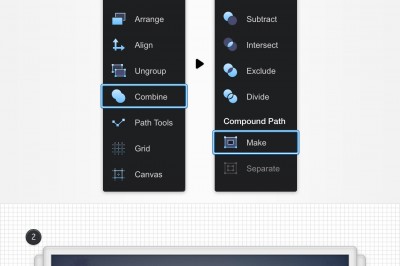 Arrange
Align
Ungroup
Combine
Path Tools
Grid
Canvas
Subtract
Intersect
Exclude
Divide
Compound Path
Make
Separate
2